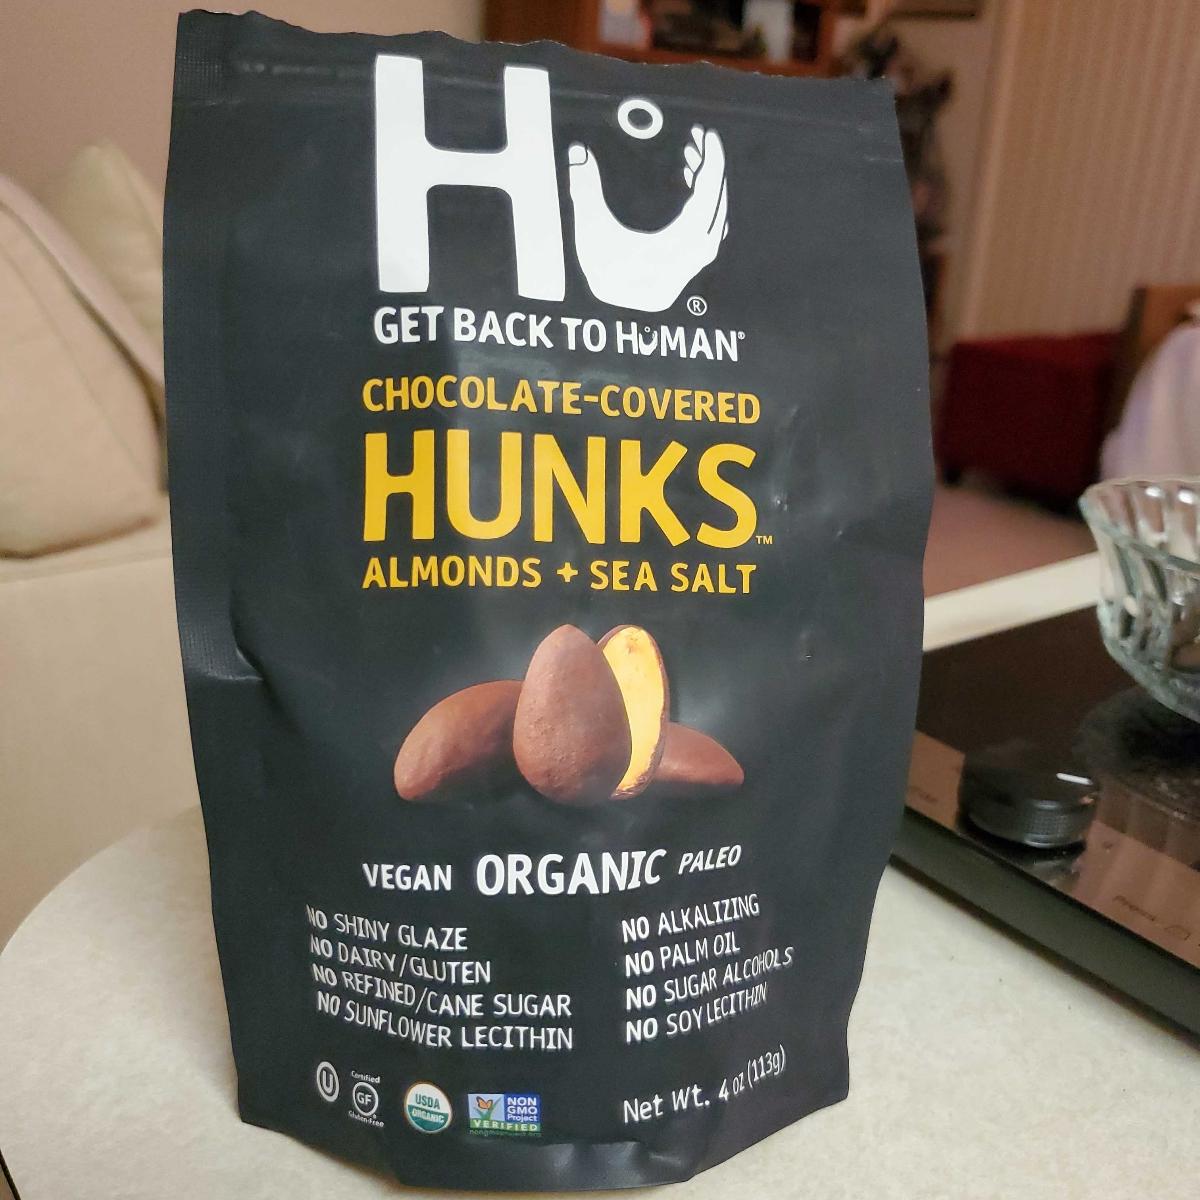 Hu®
GET BACK TO HuMAN®
CHOCOLATE-COVERED
HUNKS™
ALMONDS + SEA SALT
VEGAN ORGANIC PALEO
NO SHINY GLAZE
NO DAIRY/GLUTEN
NO REFINED/CANE SUGAR
NO SUNFLOWER LECITHIN
NO ALKALIZING
NO PALM OIL
NO SUGAR ALCOHOLS
NO SOY LECITHIN
U
Certified
GF
Gluten-Free
USDA
ORGANIC
NON
GMO
Project
VERIFIED
nongmoproject.org
Net Wt. 4 oz (113g)